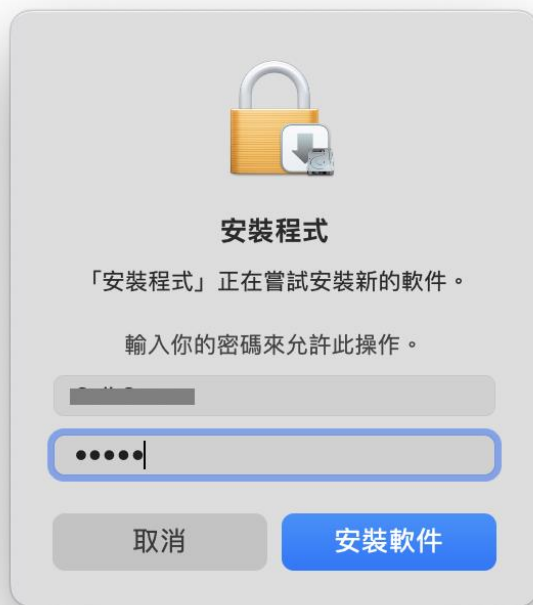 安裝程式
「安裝程式」正在嘗試安裝新的軟件。
輸入你的密碼來允許此操作。
•••••
取消
安裝軟件